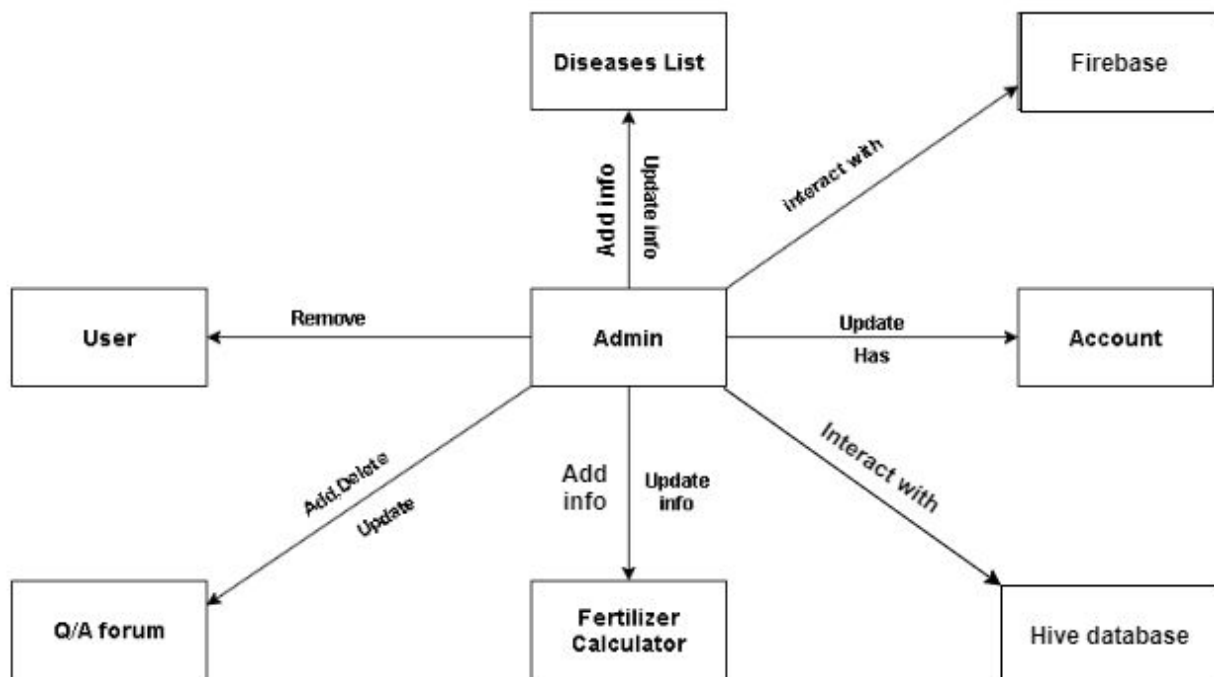 Diseases List
Firebase
Add info
Update info
interact with
User
Remove
Admin
Update
Has
Account
Add,Delete
Update
Add
info
Update
info
Interact with
Q/A forum
Fertilizer
Calculator
Hive database